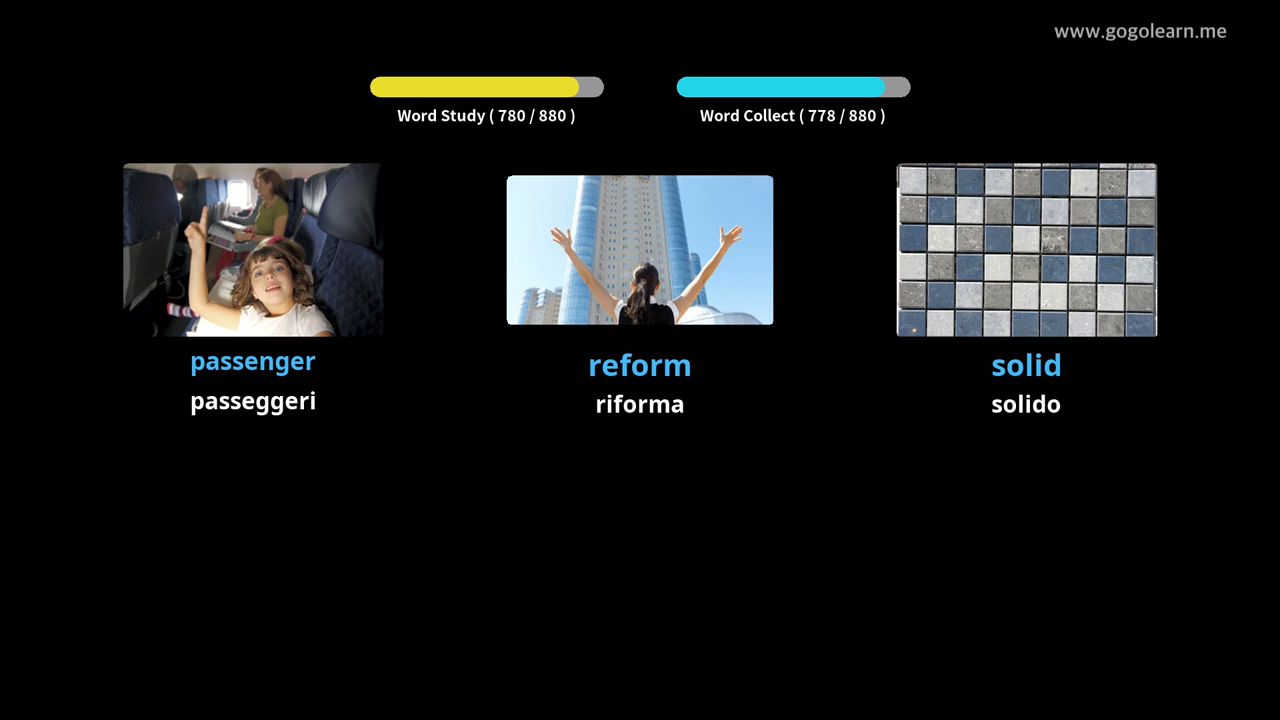 www.gogolearn.me
Word Study ( 780 / 880 )
Word Collect ( 778 / 880 )
passenger
passeggeri
reform
riforma
solid
solido